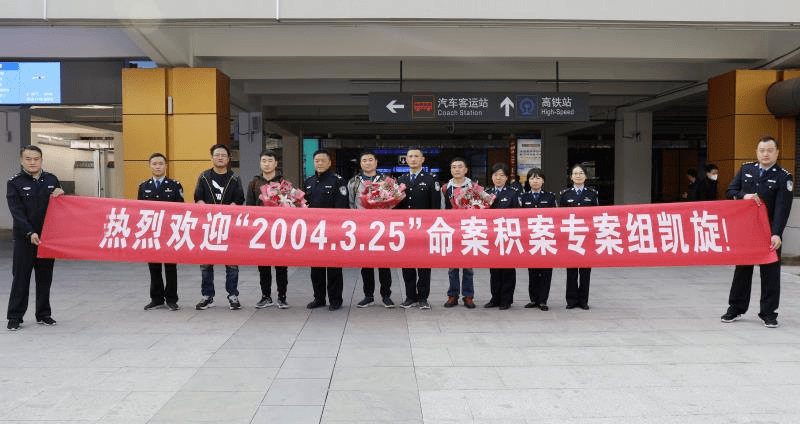 汽车客运站 高铁站
Coach Station High-Speed
热烈欢迎“2004.3.25”命案积案专案组凯旋!